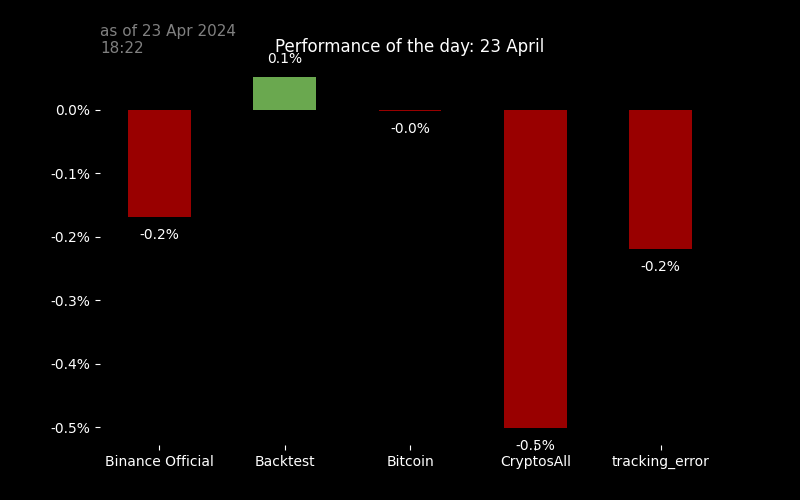 as of 23 Apr 2024
18:22
Performance of the day: 23 April
0.1%
0.0%
-0.0%
-0.1%
-0.2%
-0.2%
-0.2%
-0.3%
-0.4%
-0.5%
-0.5%
Binance Official
Backtest
Bitcoin
CryptosAll
tracking_error